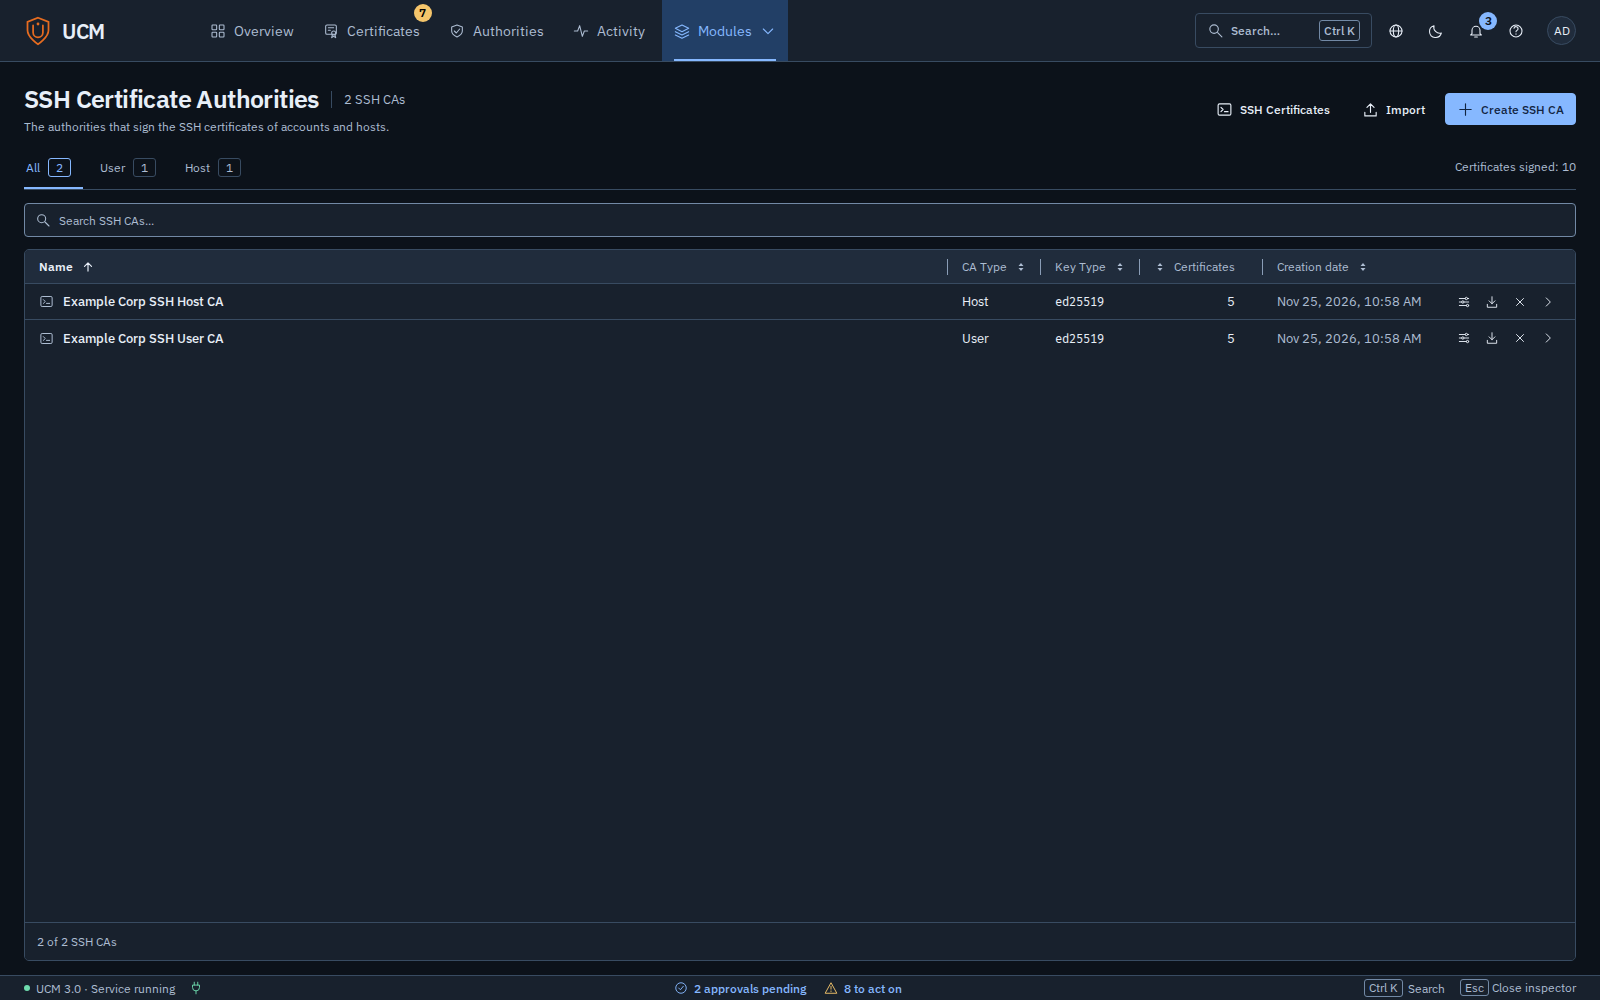 UCM
Overview
Certificates
7
Authorities
Activity
Modules
Search...
Ctrl K
3
AD
SSH Certificate Authorities
2 SSH CAs
The authorities that sign the SSH certificates of accounts and hosts.
SSH Certificates
Import
Create SSH CA
All 2
User 1
Host 1
Certificates signed: 10
Search SSH CAs...
Name CA Type Key Type Certificates Creation date
Example Corp SSH Host CA Host ed25519 5 Nov 25, 2026, 10:58 AM
Example Corp SSH User CA User ed25519 5 Nov 25, 2026, 10:58 AM
2 of 2 SSH CAs
UCM 3.0 · Service running
2 approvals pending
8 to act on
Ctrl K Search
Esc Close inspector